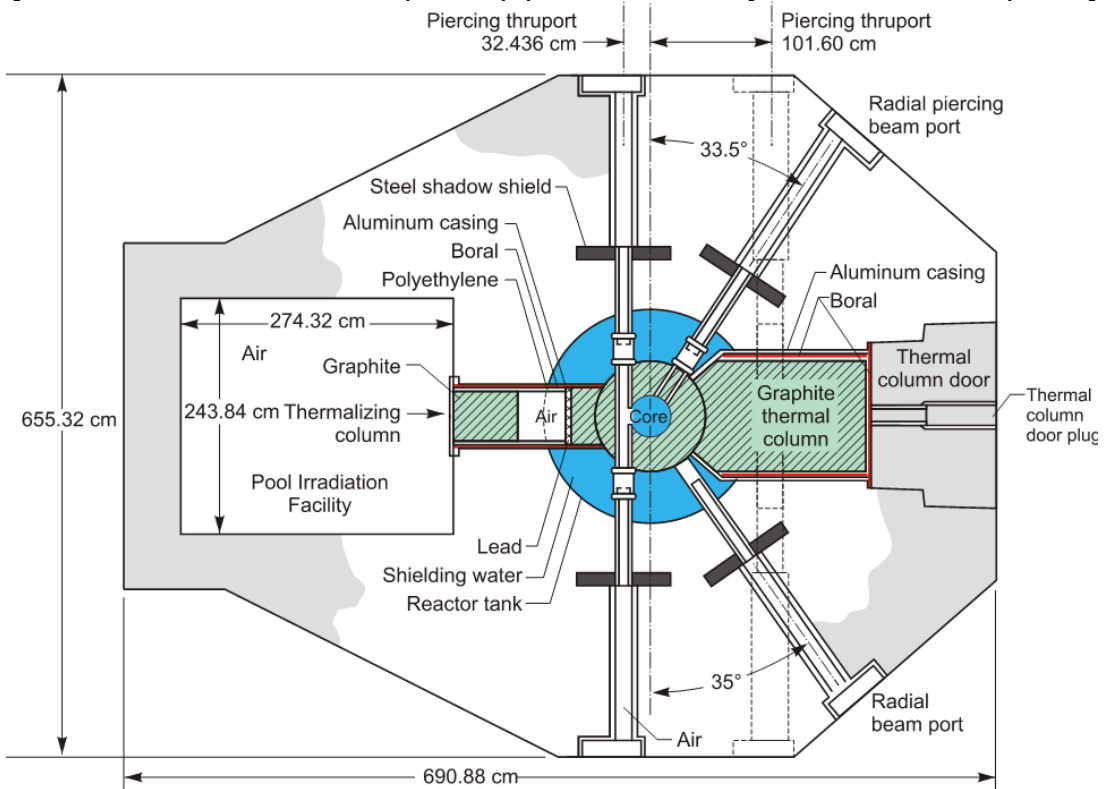 Piercing thruport
32.436 cm
Piercing thruport
101.60 cm
Radial piercing
beam port
33.5°
Steel shadow shield
Aluminum casing
Boral
Polyethylene
Aluminum casing
Boral
274.32 cm
Air
Graphite
Thermal
column door
655.32 cm
243.84 cm
Thermalizing
column
Air
Core
Graphite
thermal
column
Thermal
column
door plug
Pool Irradiation
Facility
Lead
Shielding water
Reactor tank
35°
Air
Radial
beam port
690.88 cm